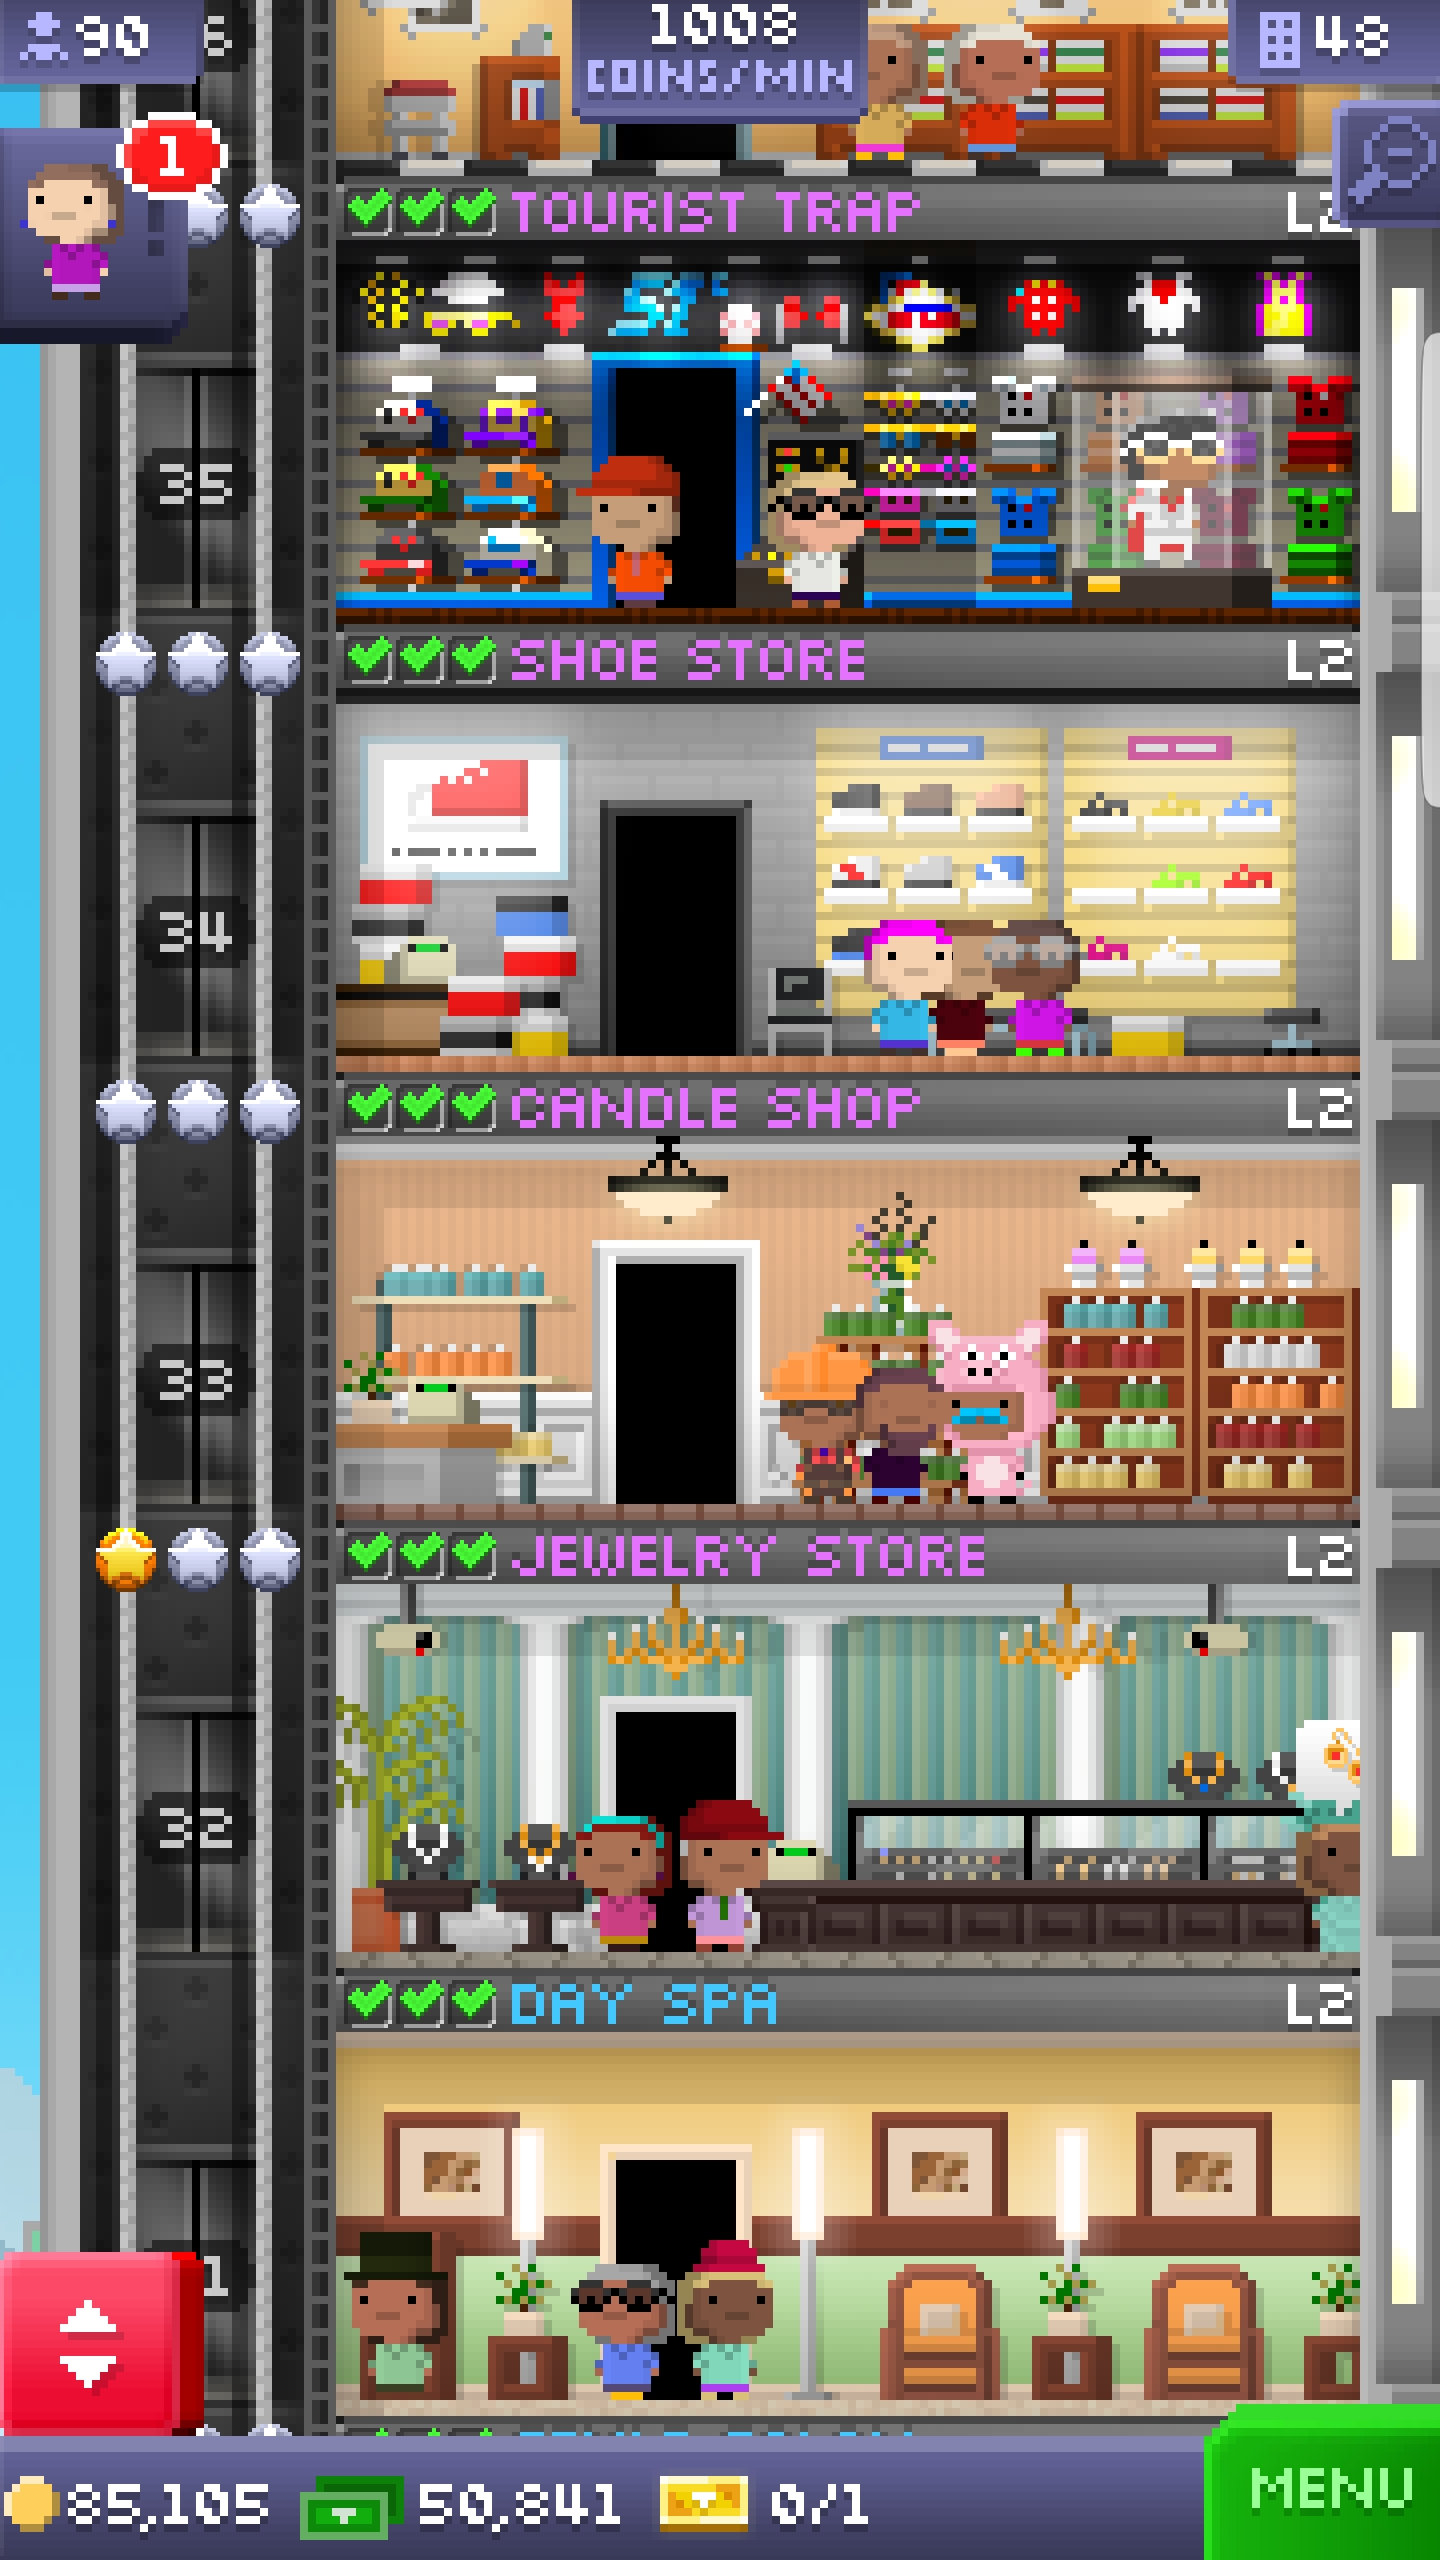 90
1008
COINS/MIN
48
1
TOURIST TRAP
35
SHOE STORE L2
34
CANDLE SHOP L2
33
JEWELRY STORE L2
32
DAY SPA L2
85,105 50,841 0/1
MENU